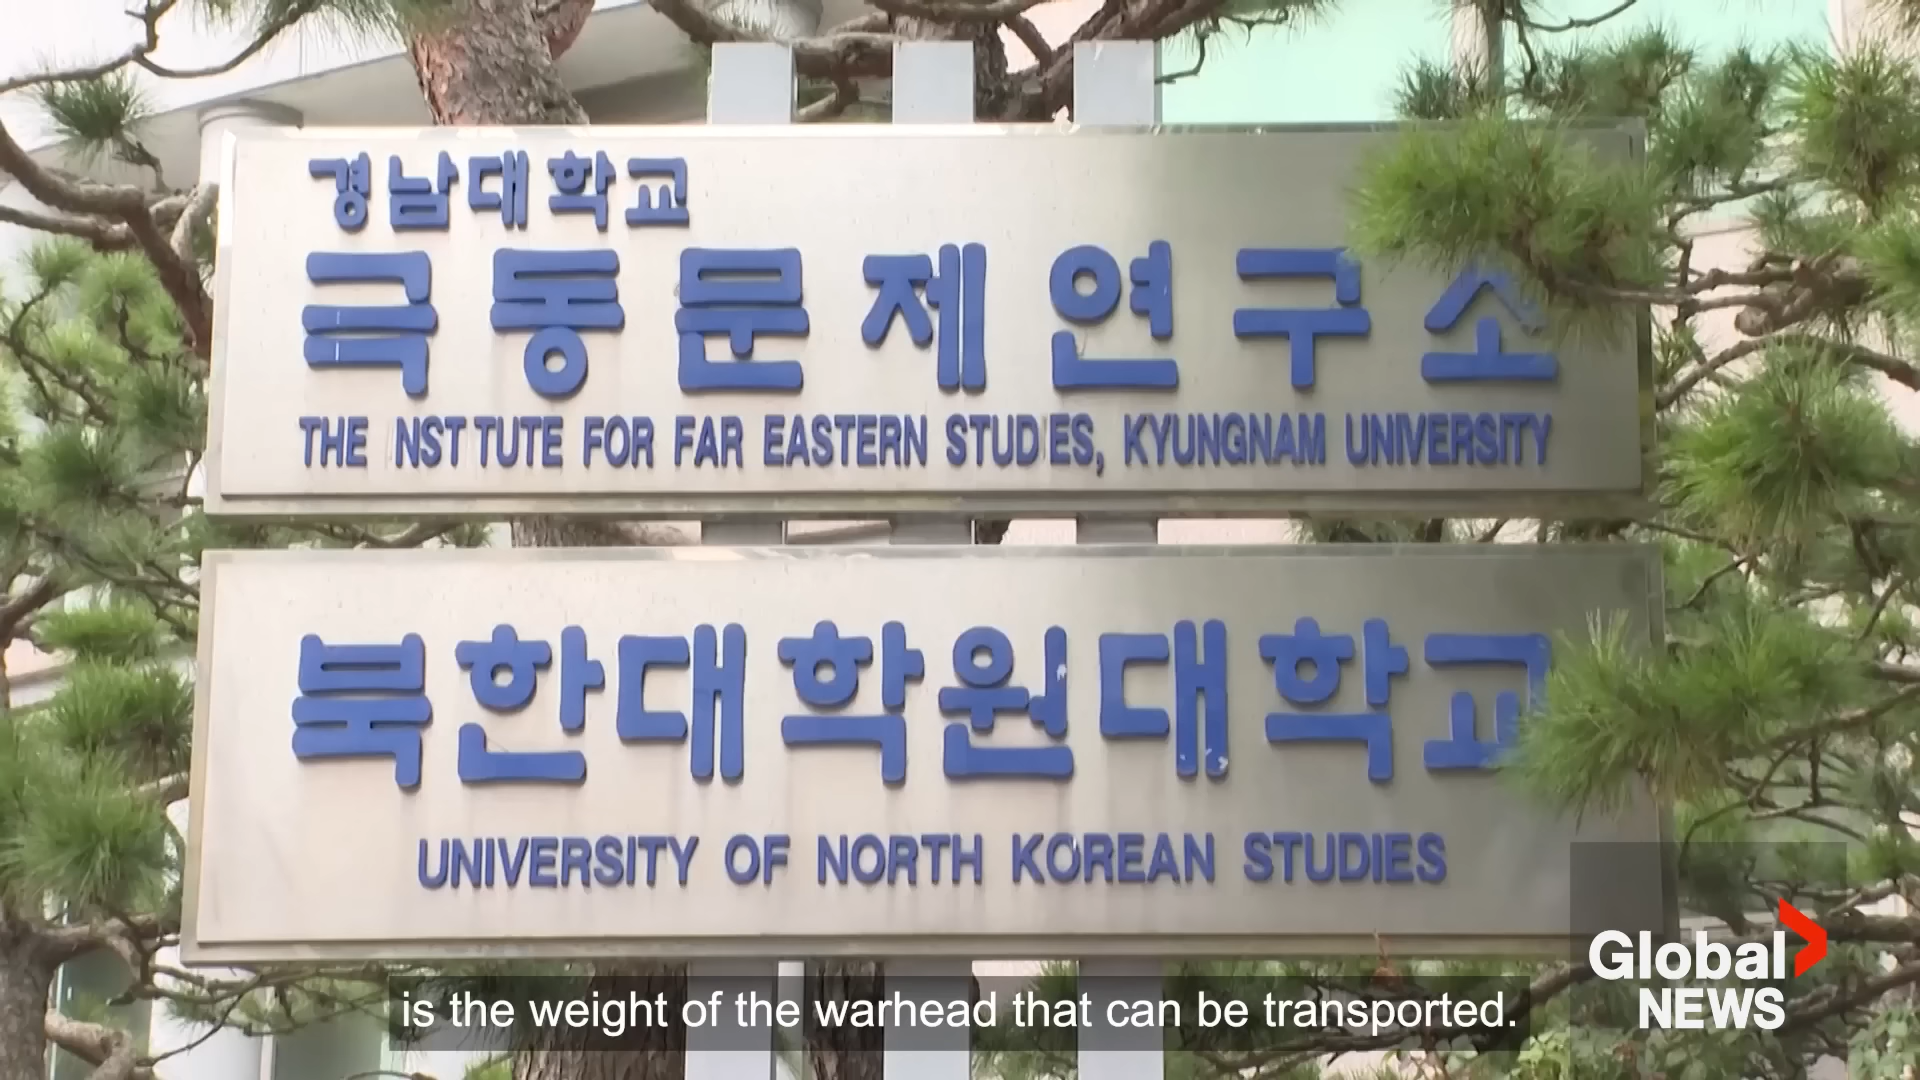 경남대학교
극동문제연구소
THE NST TUTE FOR FAR EASTERN STUDIES, KYUNGNAM UNIVERSITY
북한대학원대학교
UNIVERSITY OF NORTH KOREAN STUDIES
is the weight of the warhead that can be transported.
Global
NEWS